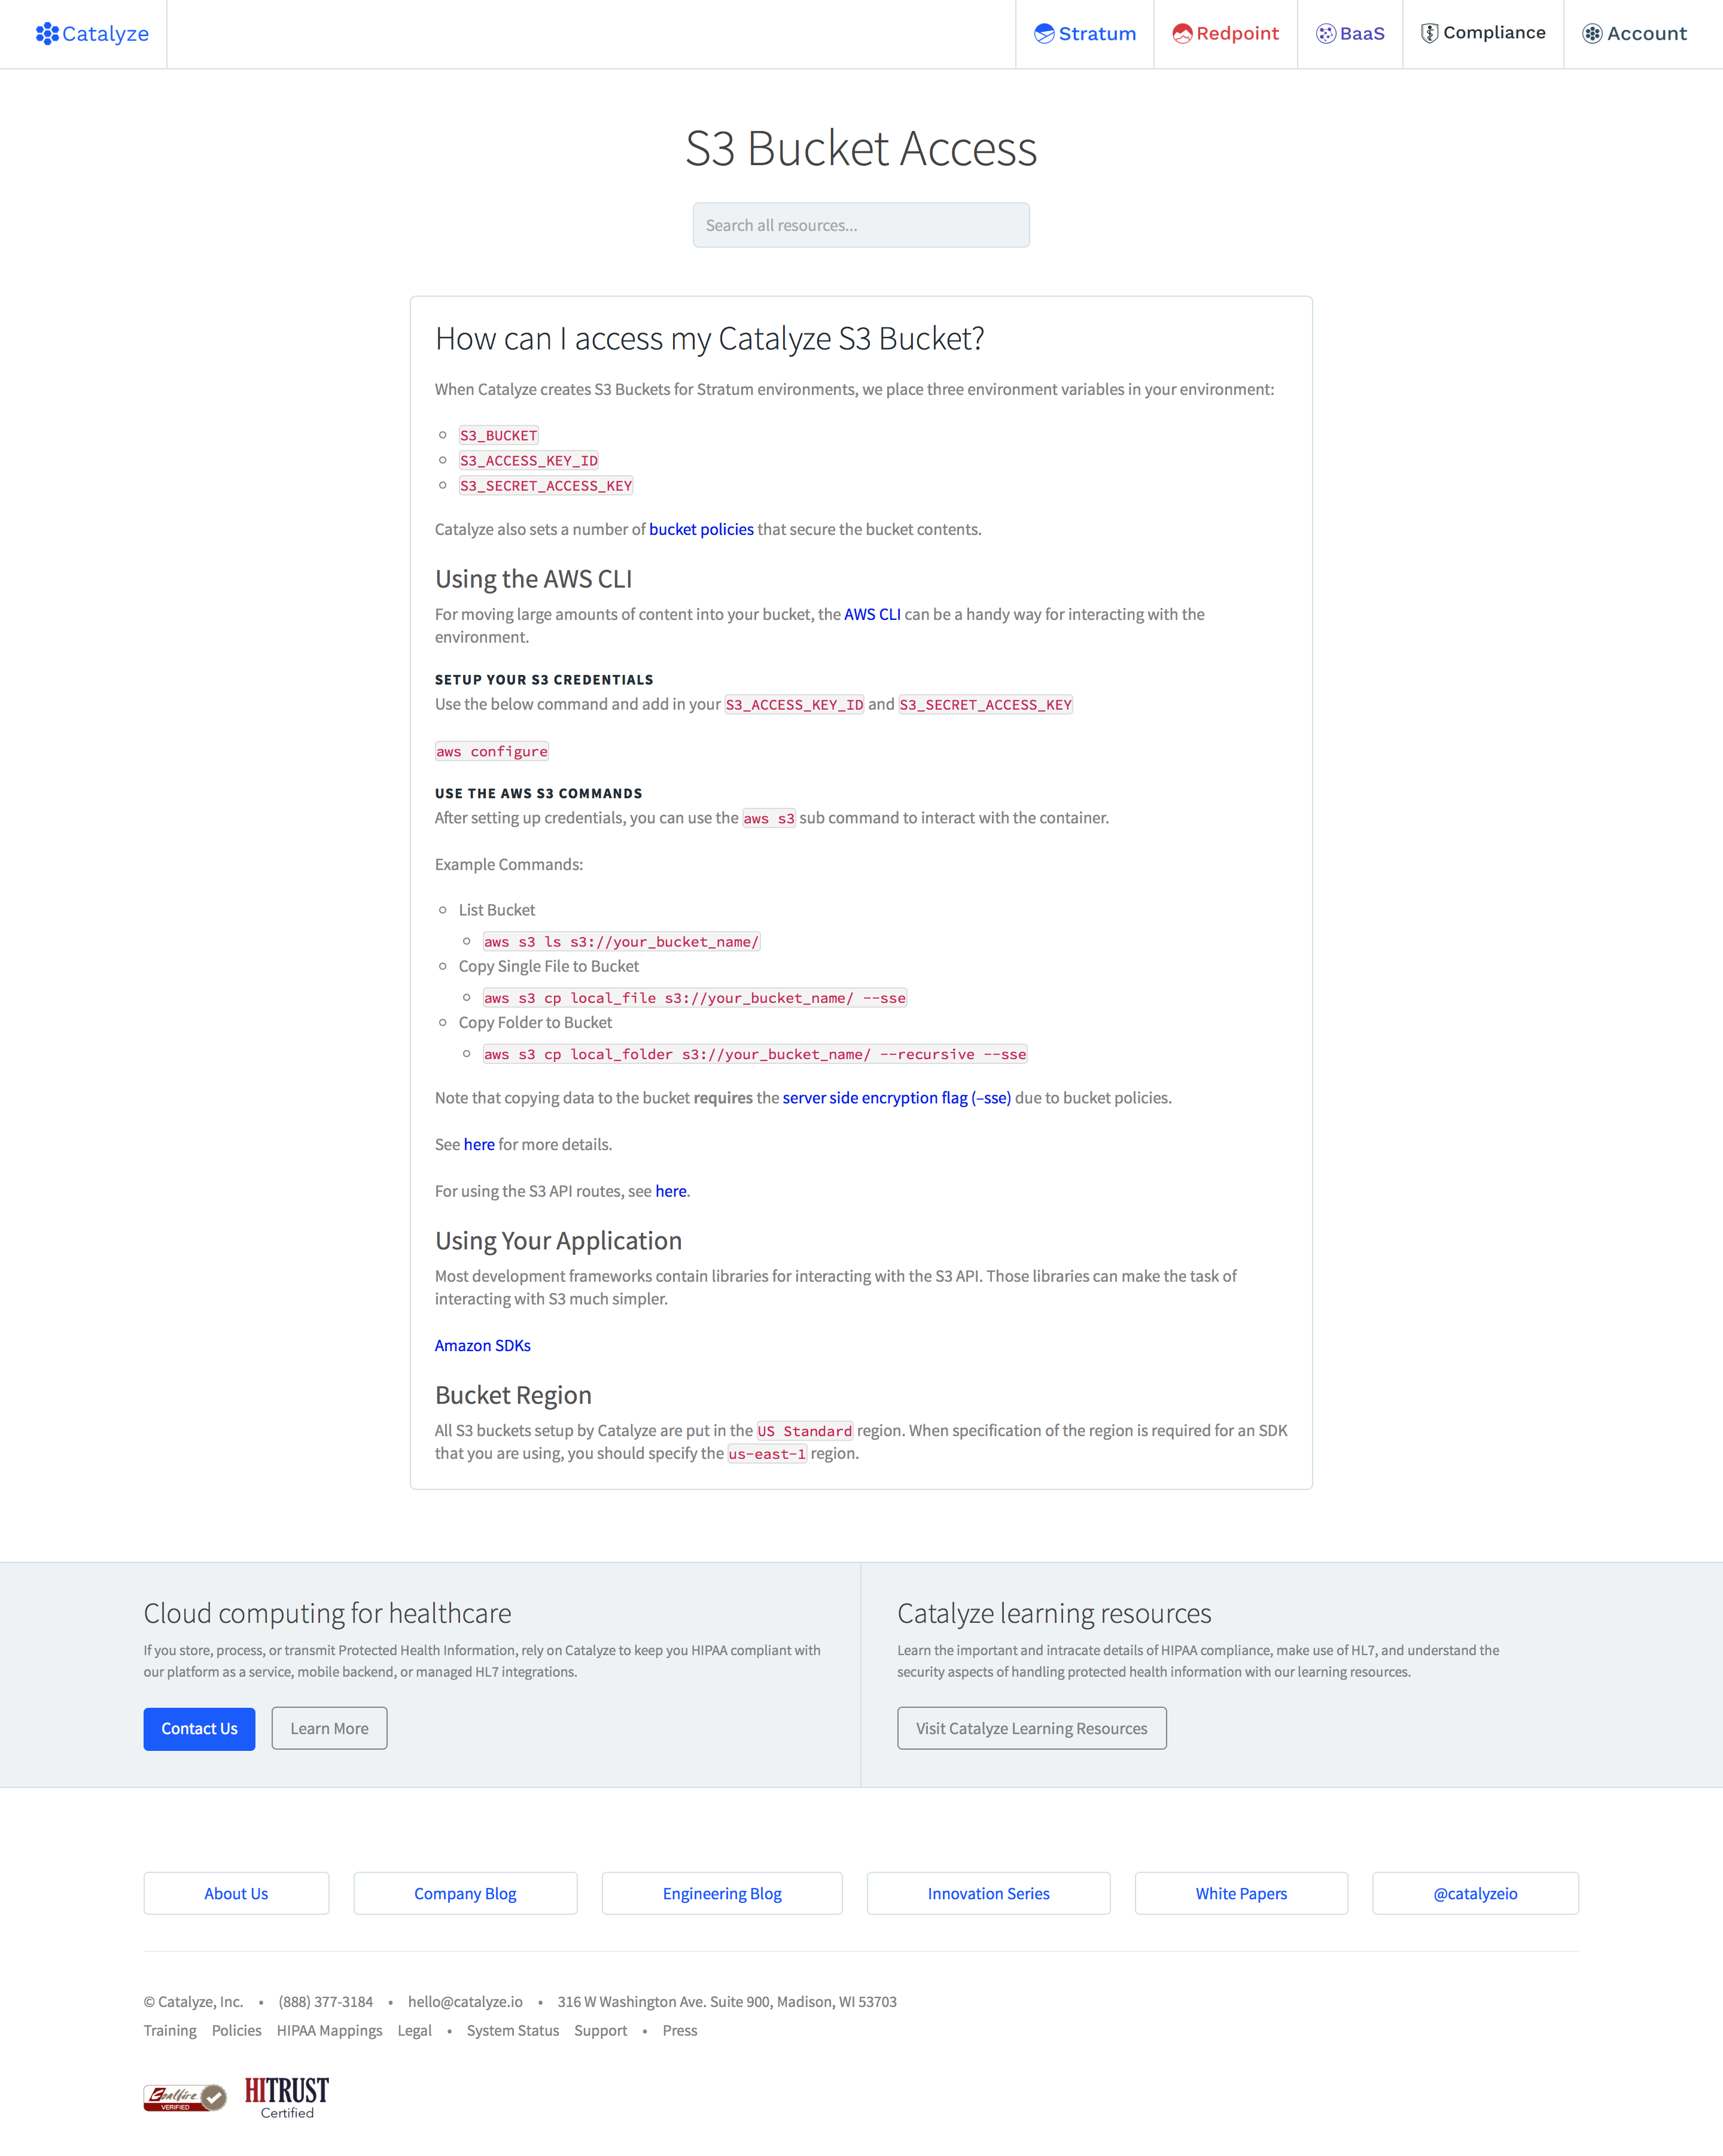 Catalyze
Stratum
Redpoint
BaaS
Compliance
Account
S3 Bucket Access
Search all resources...
How can I access my Catalyze S3 Bucket?
When Catalyze creates S3 Buckets for Stratum environments, we place three environment variables in your environment:
S3_BUCKET
S3_ACCESS_KEY_ID
S3_SECRET_ACCESS_KEY
Catalyze also sets a number of bucket policies that secure the bucket contents.
Using the AWS CLI
For moving large amounts of content into your bucket, the AWS CLI can be a handy way for interacting with the
environment.
SETUP YOUR S3 CREDENTIALS
Use the below command and add in your S3_ACCESS_KEY_ID and S3_SECRET_ACCESS_KEY
aws configure
USE THE AWS S3 COMMANDS
After setting up credentials, you can use the aws s3 sub command to interact with the container.
Example Commands:
List Bucket
aws s3 ls s3://your_bucket_name/
Copy Single File to Bucket
aws s3 cp local_file s3://your_bucket_name/ --sse
Copy Folder to Bucket
aws s3 cp local_folder s3://your_bucket_name/ --recursive --sse
Note that copying data to the bucket requires the server side encryption flag (–sse) due to bucket policies.
See here for more details.
For using the S3 API routes, see here.
Using Your Application
Most development frameworks contain libraries for interacting with the S3 API. Those libraries can make the task of
interacting with S3 much simpler.
Amazon SDKs
Bucket Region
All S3 buckets setup by Catalyze are put in the US Standard region. When specification of the region is required for an SDK
that you are using, you should specify the us-east-1 region.
Cloud computing for healthcare
If you store, process, or transmit Protected Health Information, rely on Catalyze to keep you HIPAA compliant with
our platform as a service, mobile backend, or managed HL7 integrations.
Contact Us
Learn More
Catalyze learning resources
Learn the important and intracate details of HIPAA compliance, make use of HL7, and understand the
security aspects of handling protected health information with our learning resources.
Visit Catalyze Learning Resources
About Us
Company Blog
Engineering Blog
Innovation Series
White Papers
@catalyzeio
© Catalyze, Inc. • (888) 377-3184 • hello@catalyze.io • 316 W Washington Ave. Suite 900, Madison, WI 53703
Training Policies HIPAA Mappings Legal • System Status Support • Press
Coalfire
VERIFIED
HITRUST
Certified